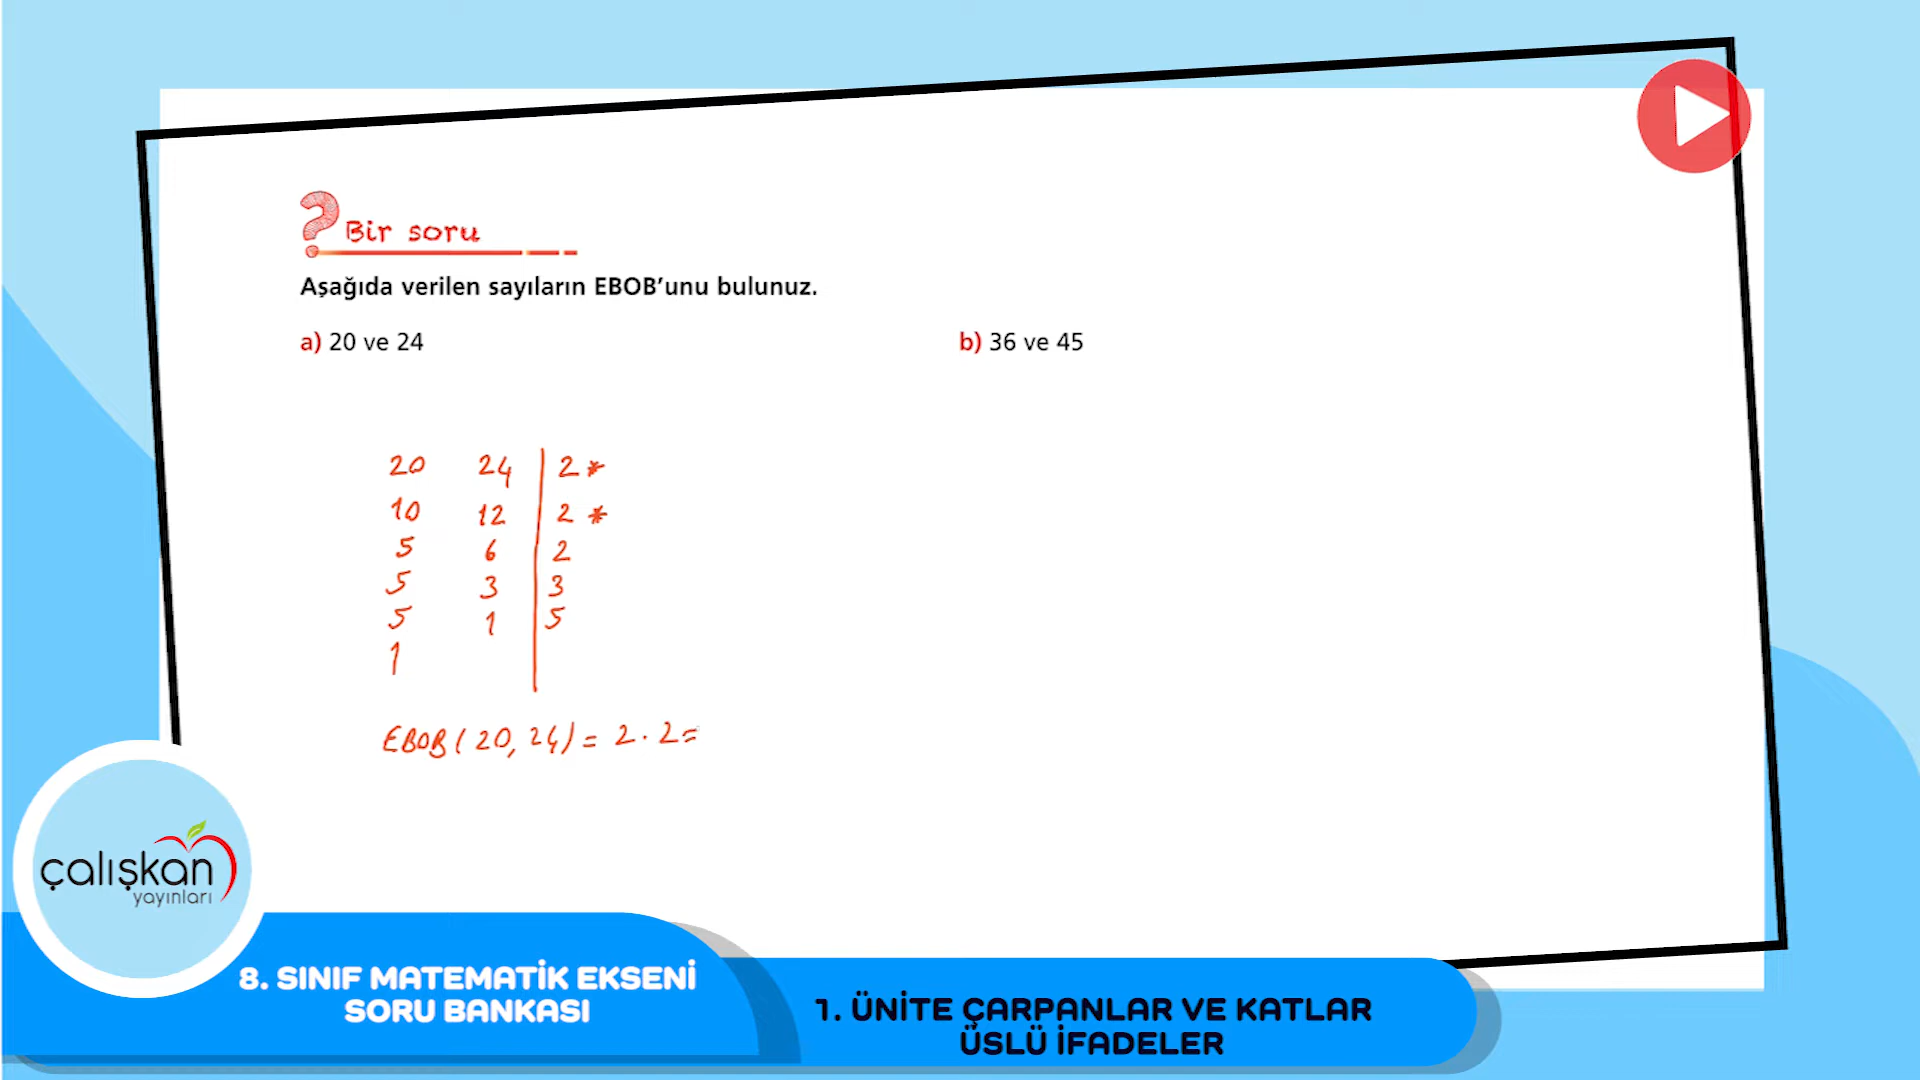 ? Bir soru
Aşağıda verilen sayıların EBOB'unu bulunuz.
a) 20 ve 24
b) 36 ve 45
20 24 2 *
10 12 2 *
5 6 2
5 3 3
5 1 5
1
EBOB(20, 24) = 2 . 2 =
çalışkan
yayınları
8. SINIF MATEMATİK EKSENİ
SORU BANKASI
1. ÜNİTE ÇARPANLAR VE KATLAR
ÜSLÜ İFADELER